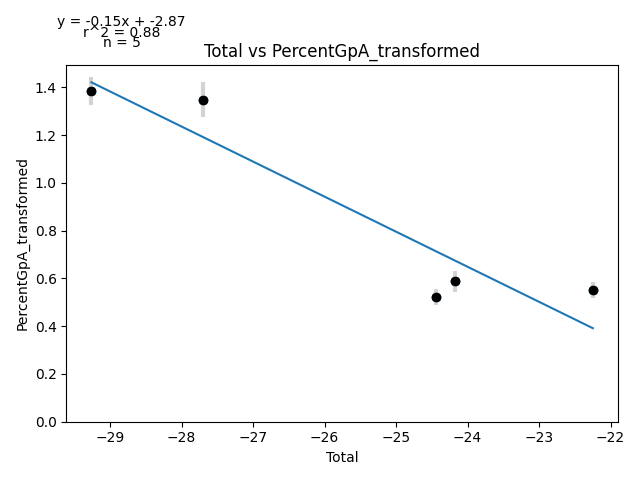 y = -0.15x + -2.87
r^2 = 0.88
n = 5
Total vs PercentGpA_transformed
PercentGpA_transformed
1.4
1.2
1.0
0.8
0.6
0.4
0.2
0.0
−29
−28
−27
−26
−25
−24
−23
−22
Total